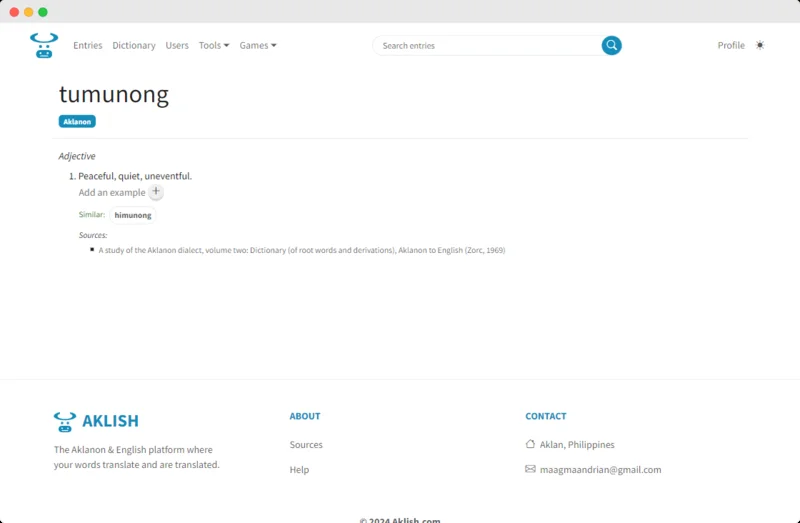 Entries Dictionary Users Tools Games Search entries Profile
tumunong
Aklanon
Adjective
1. Peaceful, quiet, uneventful.
Add an example +
Similar: himunong
Sources:
A study of the Aklanon dialect, volume two: Dictionary (of root words and derivations), Aklanon to English (Zorc, 1969)
AKLISH
The Aklanon & English platform where
your words translate and are translated.
ABOUT
Sources
Help
CONTACT
Aklan, Philippines
maagmaandrian@gmail.com
© 2024 Aklish.com